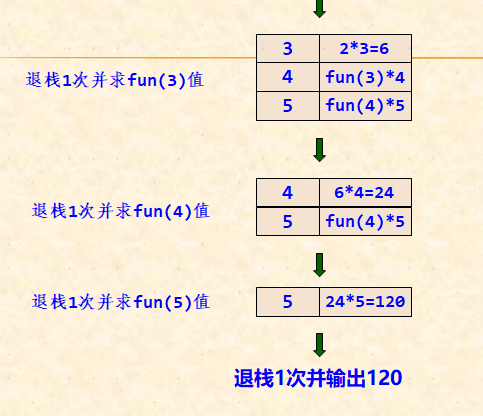 3 2*3=6
退栈1次并求fun(3)值 4 fun(3)*4
5 fun(4)*5
4 6*4=24
退栈1次并求fun(4)值 5 fun(4)*5
退栈1次并求fun(5)值 5 24*5=120
退栈1次并输出120